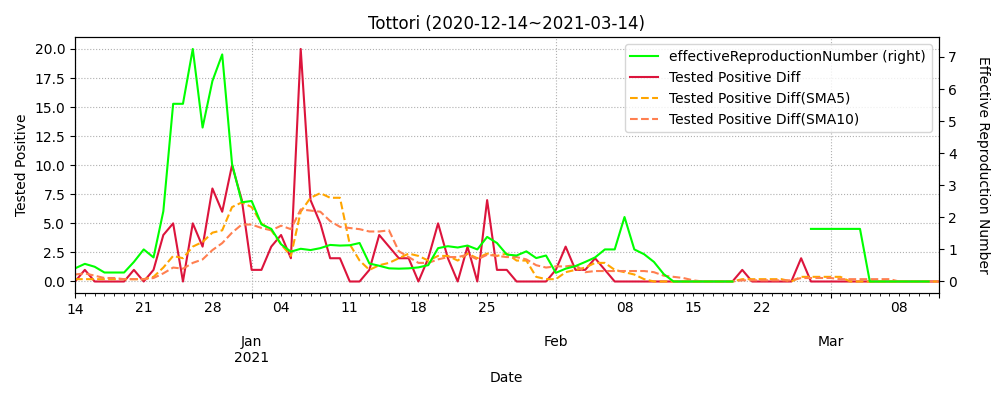 Tottori (2020-12-14~2021-03-14)
effectiveReproductionNumber (right)
Tested Positive Diff
Tested Positive Diff(SMA5)
Tested Positive Diff(SMA10)
Tested Positive
20.0
17.5
15.0
12.5
10.0
7.5
5.0
2.5
0.0
Effective Reproduction Number
7
6
5
4
3
2
1
0
14 21 28 04 11 18 25 08 15 22 08
Jan Feb Mar
2021
Date